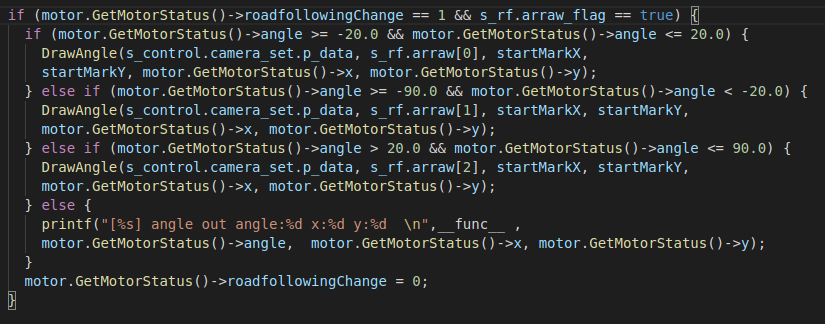 if (motor.GetMotorStatus()->roadfollowingChange == 1 && s_rf.arraw_flag == true) {
if (motor.GetMotorStatus()->angle >= -20.0 && motor.GetMotorStatus()->angle <= 20.0) {
DrawAngle(s_control.camera_set.p_data, s_rf.arraw[0], startMarkX,
startMarkY, motor.GetMotorStatus()->x, motor.GetMotorStatus()->y);
} else if (motor.GetMotorStatus()->angle >= -90.0 && motor.GetMotorStatus()->angle < -20.0) {
DrawAngle(s_control.camera_set.p_data, s_rf.arraw[1], startMarkX, startMarkY,
motor.GetMotorStatus()->x, motor.GetMotorStatus()->y);
} else if (motor.GetMotorStatus()->angle > 20.0 && motor.GetMotorStatus()->angle <= 90.0) {
DrawAngle(s_control.camera_set.p_data, s_rf.arraw[2], startMarkX, startMarkY,
motor.GetMotorStatus()->x, motor.GetMotorStatus()->y);
} else {
printf("[%s] angle out angle:%d x:%d y:%d  \n",__func__ ,
motor.GetMotorStatus()->angle,  motor.GetMotorStatus()->x, motor.GetMotorStatus()->y);
}
motor.GetMotorStatus()->roadfollowingChange = 0;
}